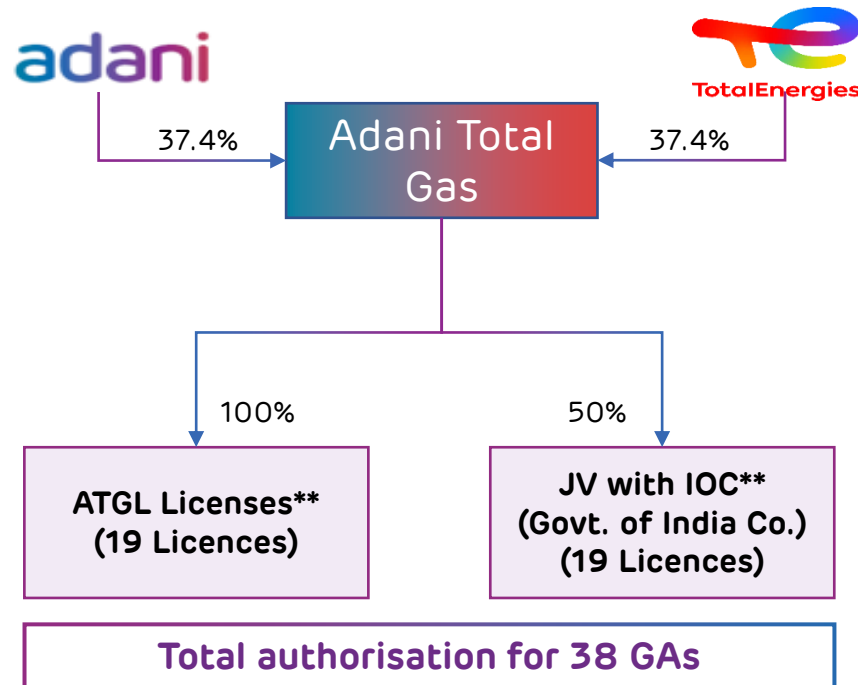 adani
TotalEnergies
37.4%
Adani Total
Gas
37.4%
100%
50%
ATGL Licenses**
(19 Licences)
JV with IOC**
(Govt. of India Co.)
(19 Licences)
Total authorisation for 38 GAs